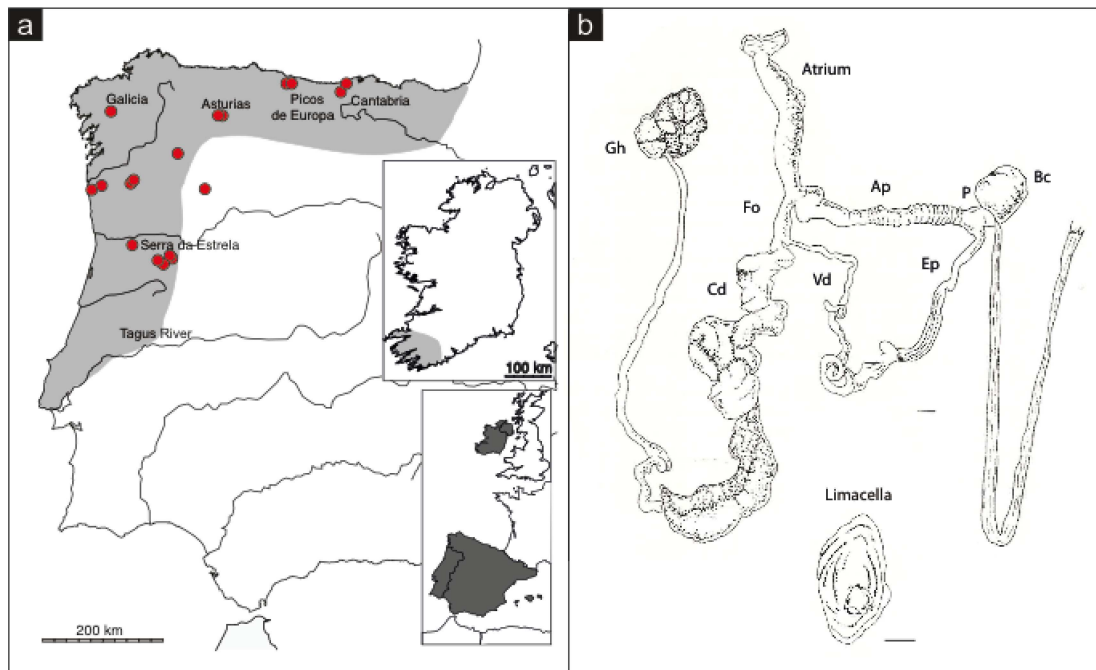 a
Galicia
Asturias
Picos
de Europa
Cantabria
Serra da Estrela
Tagus River
200 km
100 km
b
Atrium
Gh
Ap
P
Bc
Fo
Ep
Cd
Vd
Limacella